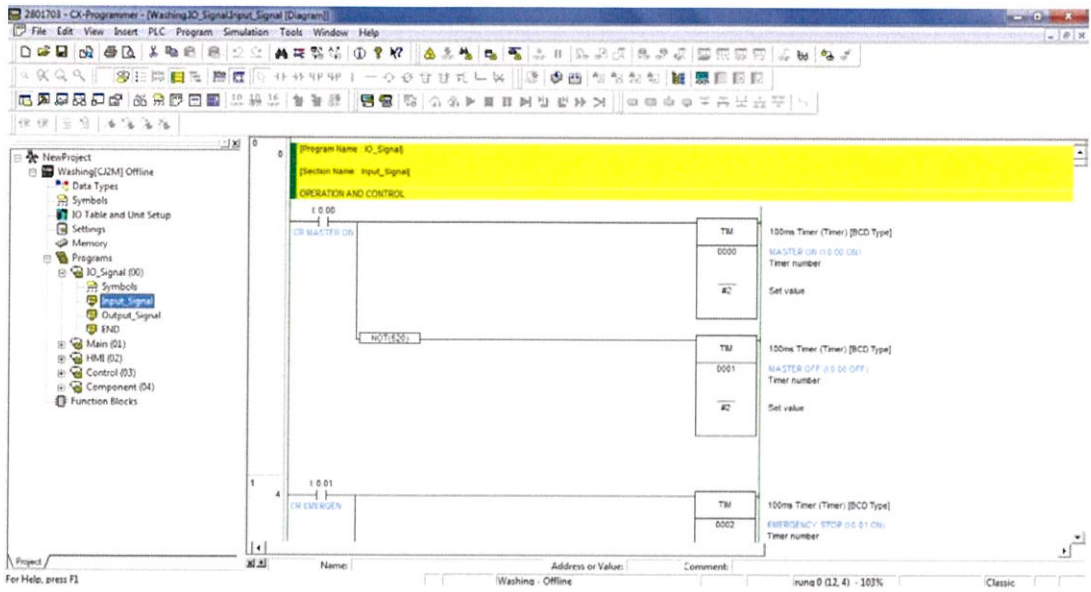 2801703 - CX-Programmer - [Washing.IO_Signal.Input_Signal [Diagram]]
File Edit View Insert PLC Program Simulation Tools Window Help
NewProject
Washing[CJ2M] Offline
Data Types
Symbols
IO Table and Unit Setup
Settings
Memory
Programs
IO_Signal (00)
Symbols
Input_Signal
Output_Signal
END
Main (01)
HMI (02)
Control (03)
Component (04)
Function Blocks
Project
0
0
[Program Name : IO_Signal]
[Section Name : Input_Signal]
OPERATION AND CONTROL
I: 0.00
CR MASTER ON
TIM
100ms Timer (Timer) [BCD Type]
0000
MASTER ON (I:0.00 ON)
Timer number
#2
Set value
NOT(520)
TIM
100ms Timer (Timer) [BCD Type]
0001
MASTER OFF (I:0.00 OFF)
Timer number
#2
Set value
1
4
I: 0.01
CR EMERGEN
TIM
100ms Timer (Timer) [BCD Type]
0002
EMERGENCY STOP (I:0.01 ON)
Timer number
Name:
Address or Value:
Comment:
For Help, press F1
Washing - Offline
rung 0 (12, 4) - 103%
Classic